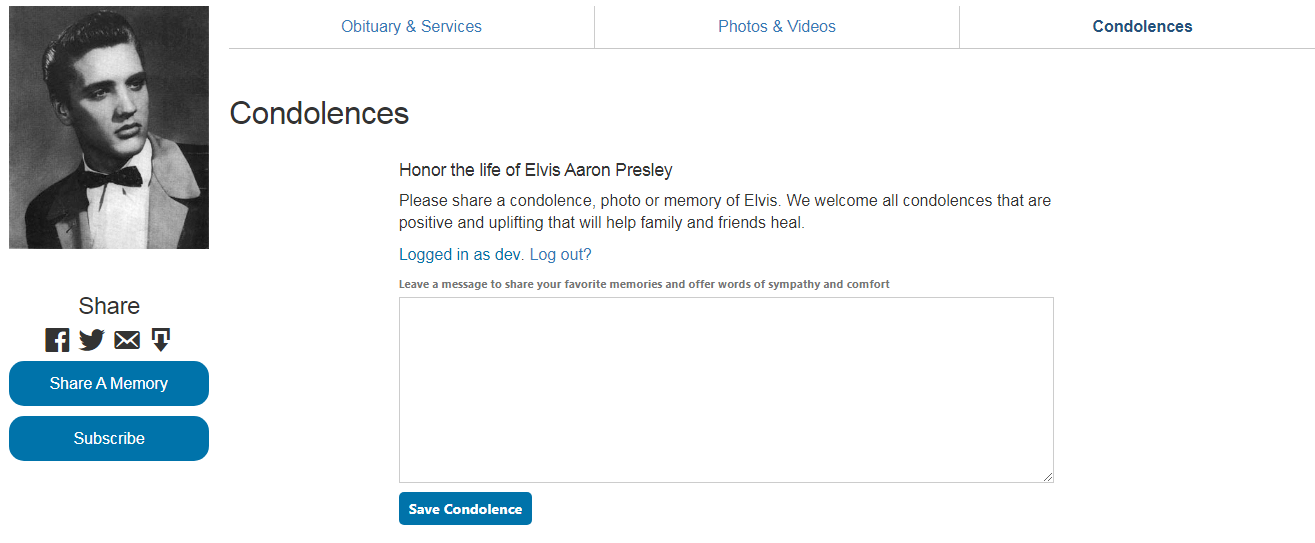 Obituary & Services
Photos & Videos
Condolences
Condolences
Honor the life of Elvis Aaron Presley
Please share a condolence, photo or memory of Elvis. We welcome all condolences that are
positive and uplifting that will help family and friends heal.
Logged in as dev. Log out?
Leave a message to share your favorite memories and offer words of sympathy and comfort
Save Condolence
Share
Share A Memory
Subscribe